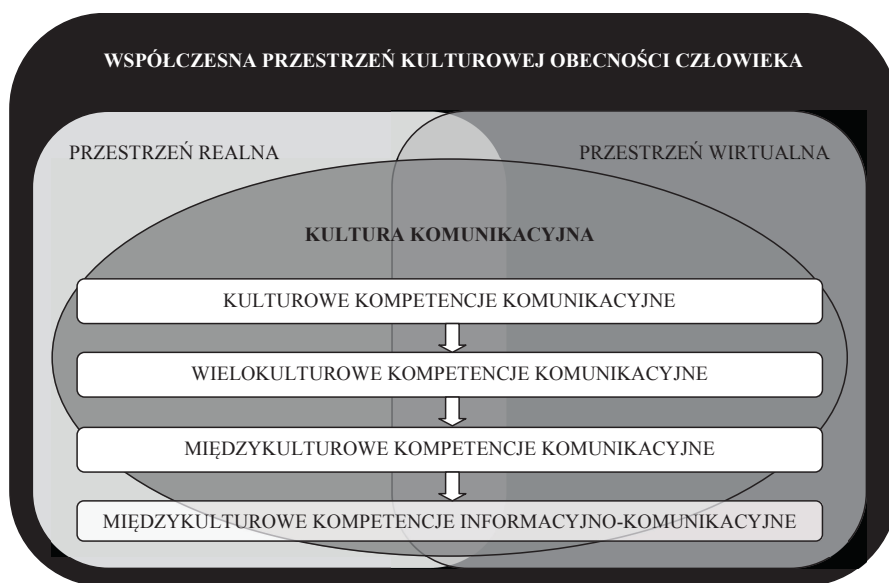 WSPÓŁCZESNA PRZESTRZEŃ KULTUROWEJ OBECNOŚCI CZŁOWIEKA
PRZESTRZEŃ REALNA
PRZESTRZEŃ WIRTUALNA
KULTURA KOMUNIKACYJNA
KULTUROWE KOMPETENCJE KOMUNIKACYJNE
WIELOKULTUROWE KOMPETENCJE KOMUNIKACYJNE
MIĘDZYKULTUROWE KOMPETENCJE KOMUNIKACYJNE
MIĘDZYKULTUROWE KOMPETENCJE INFORMACYJNO-KOMUNIKACYJNE